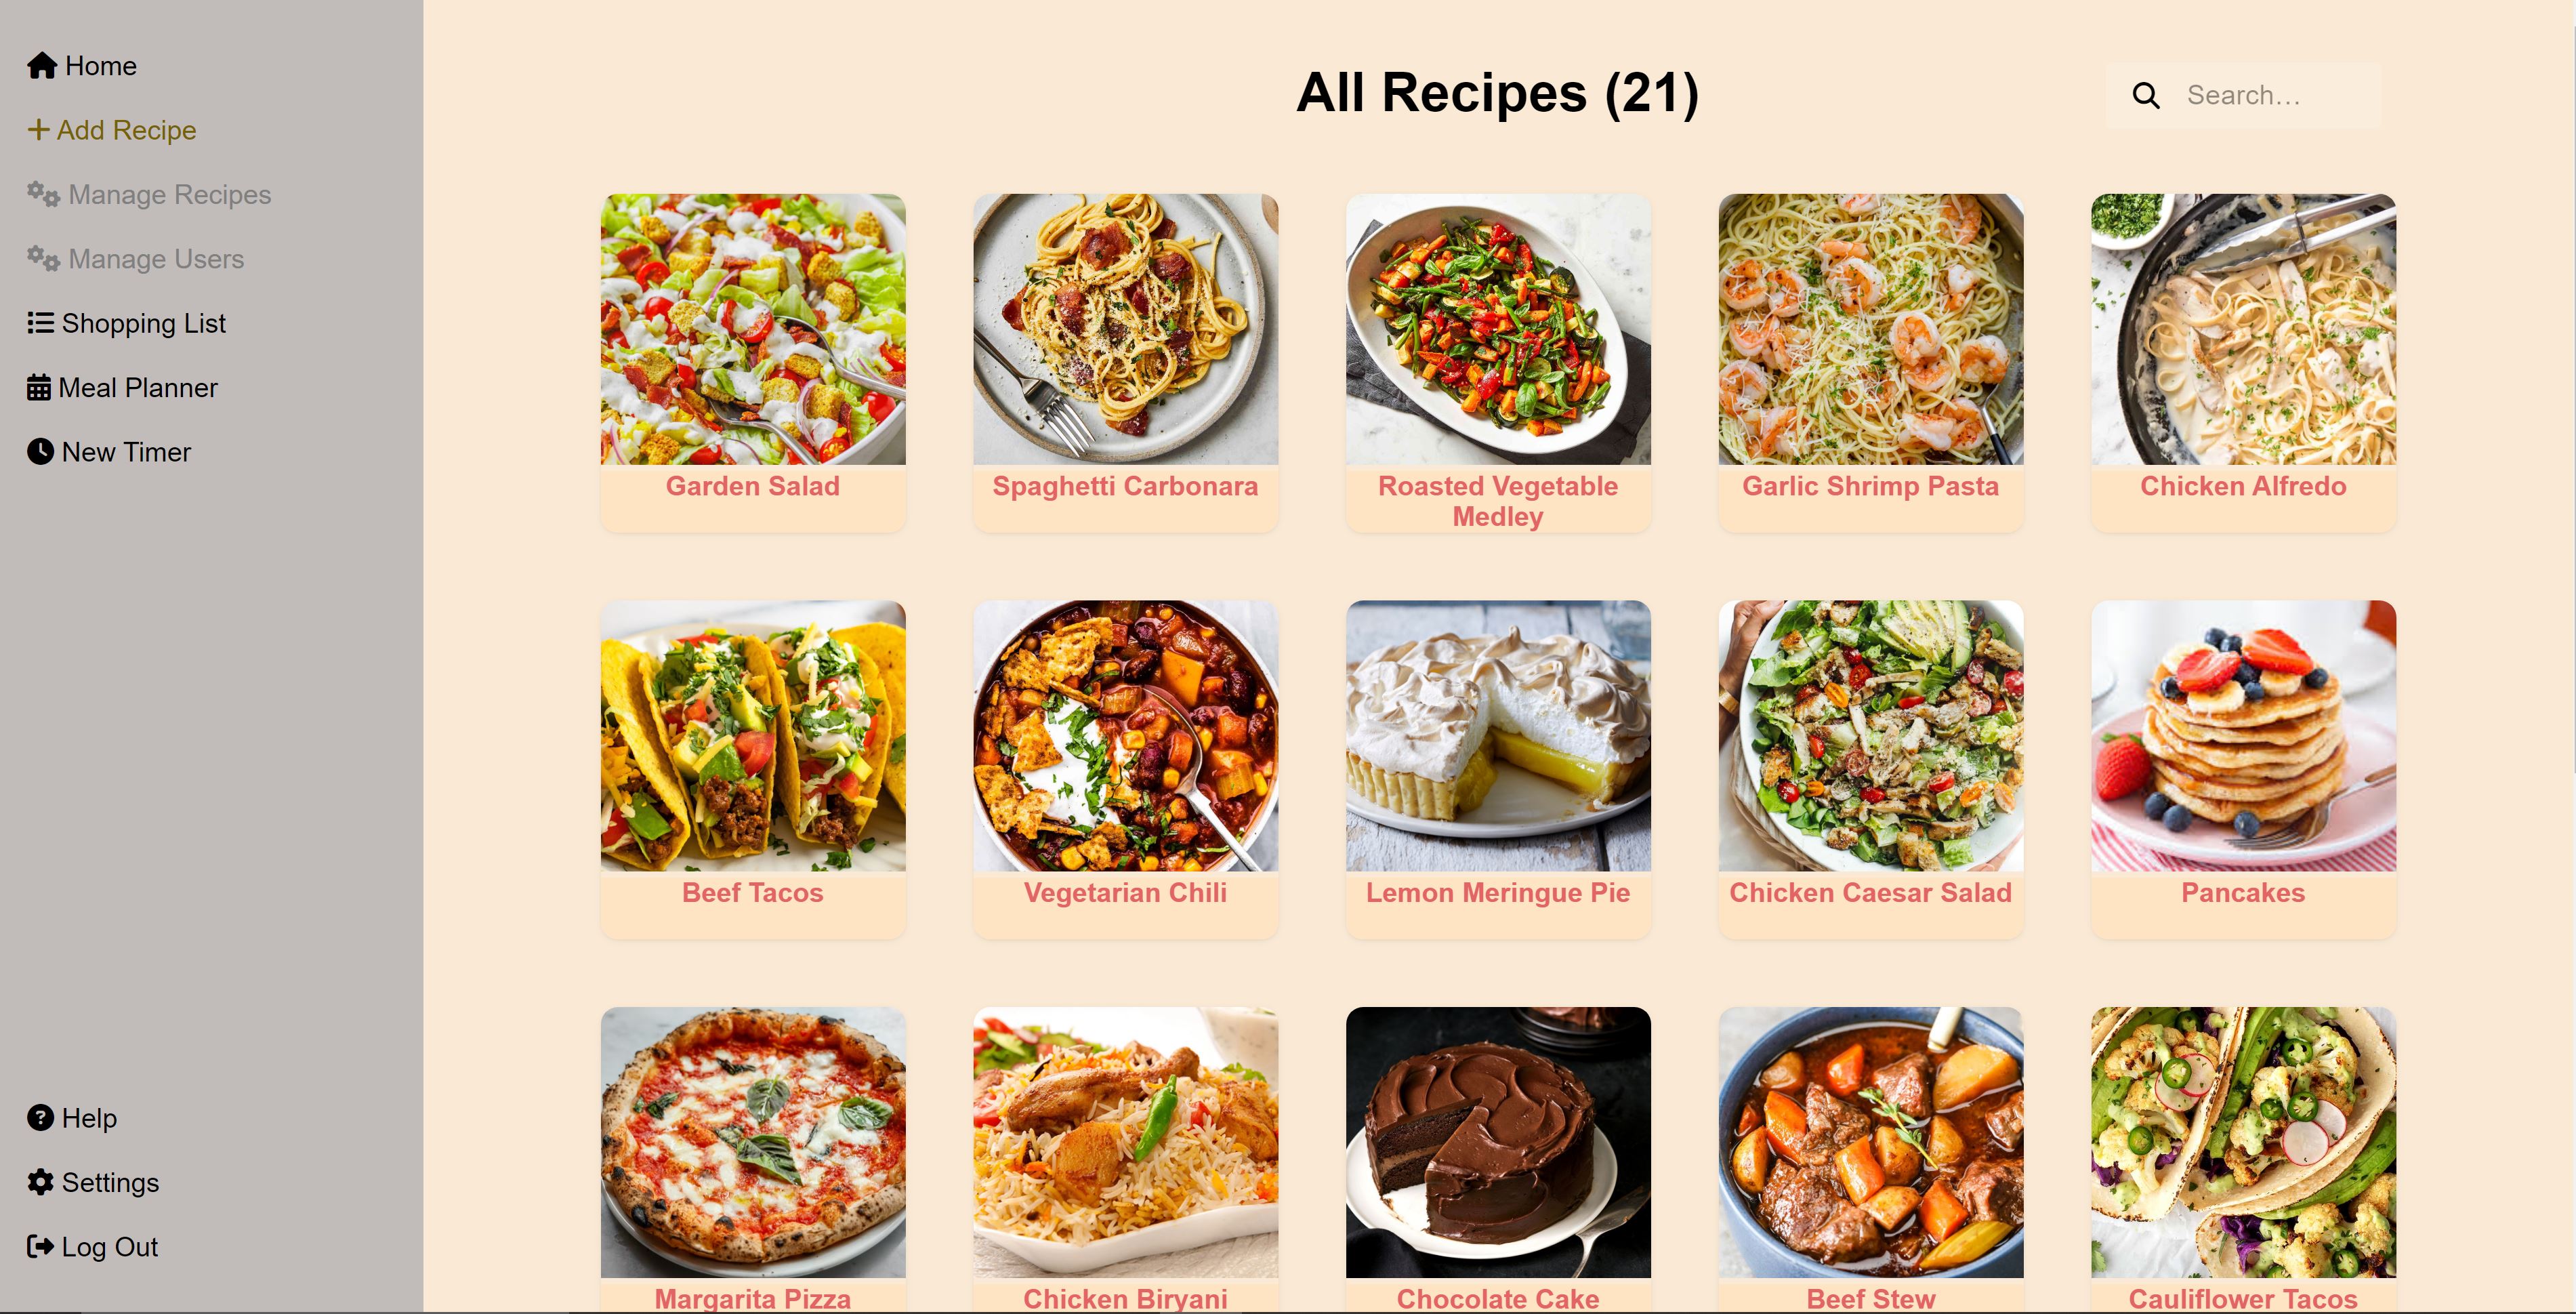 Home
Add Recipe
Manage Recipes
Manage Users
Shopping List
Meal Planner
New Timer
Help
Settings
Log Out
All Recipes (21)
Search...
Garden Salad
Spaghetti Carbonara
Roasted Vegetable
Medley
Garlic Shrimp Pasta
Chicken Alfredo
Beef Tacos
Vegetarian Chili
Lemon Meringue Pie
Chicken Caesar Salad
Pancakes
Margarita Pizza
Chicken Biryani
Chocolate Cake
Beef Stew
Cauliflower Tacos